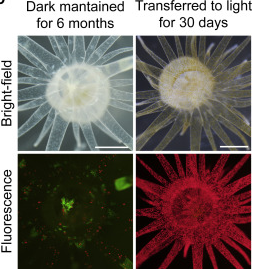 Dark mantained
for 6 months
Transferred to light
for 30 days
Bright-field
Fluorescence